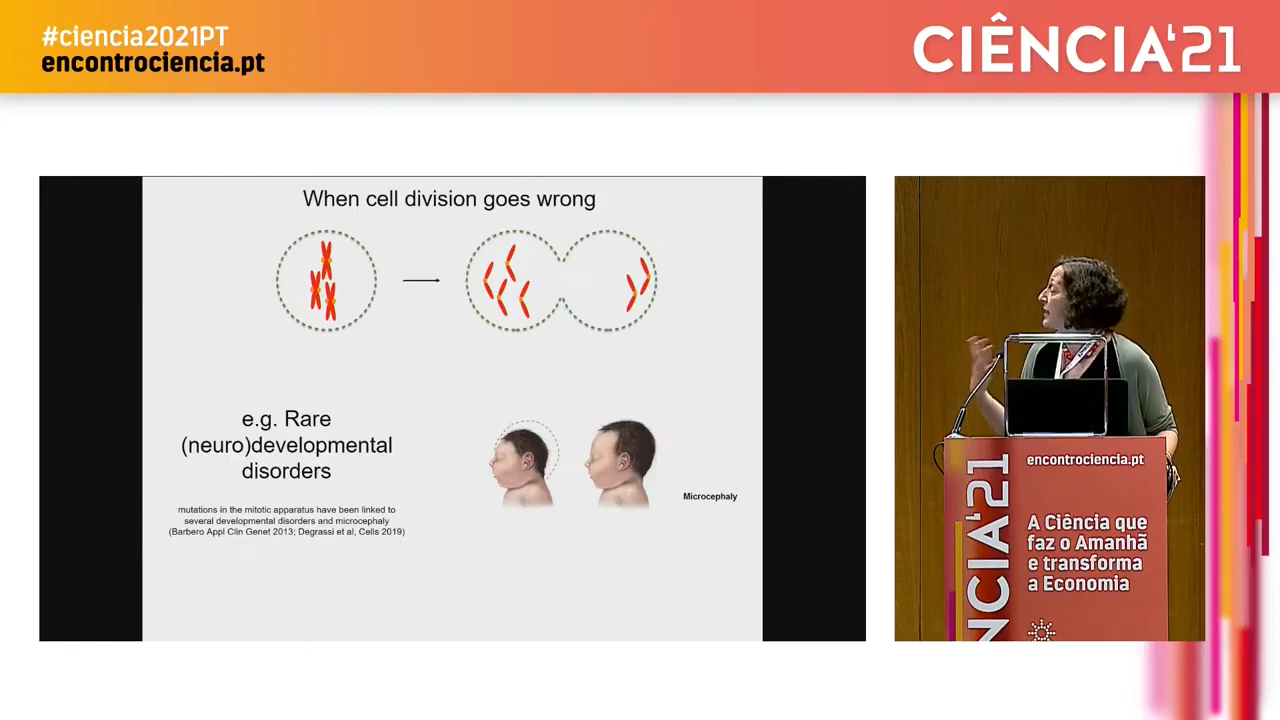 #ciencia2021PT
encontrociencia.pt
CIÊNCIA'21
When cell division goes wrong
e.g. Rare
(neuro)developmental
disorders
mutations in the mitotic apparatus have been linked to
several developmental disorders and microcephaly
(Barbero Appl Clin Genet 2013; Degrassi et al, Cells 2019)
Microcephaly
encontrociencia.pt
NCIA'21
A Ciência que
faz o Amanhã
e transforma
a Economia